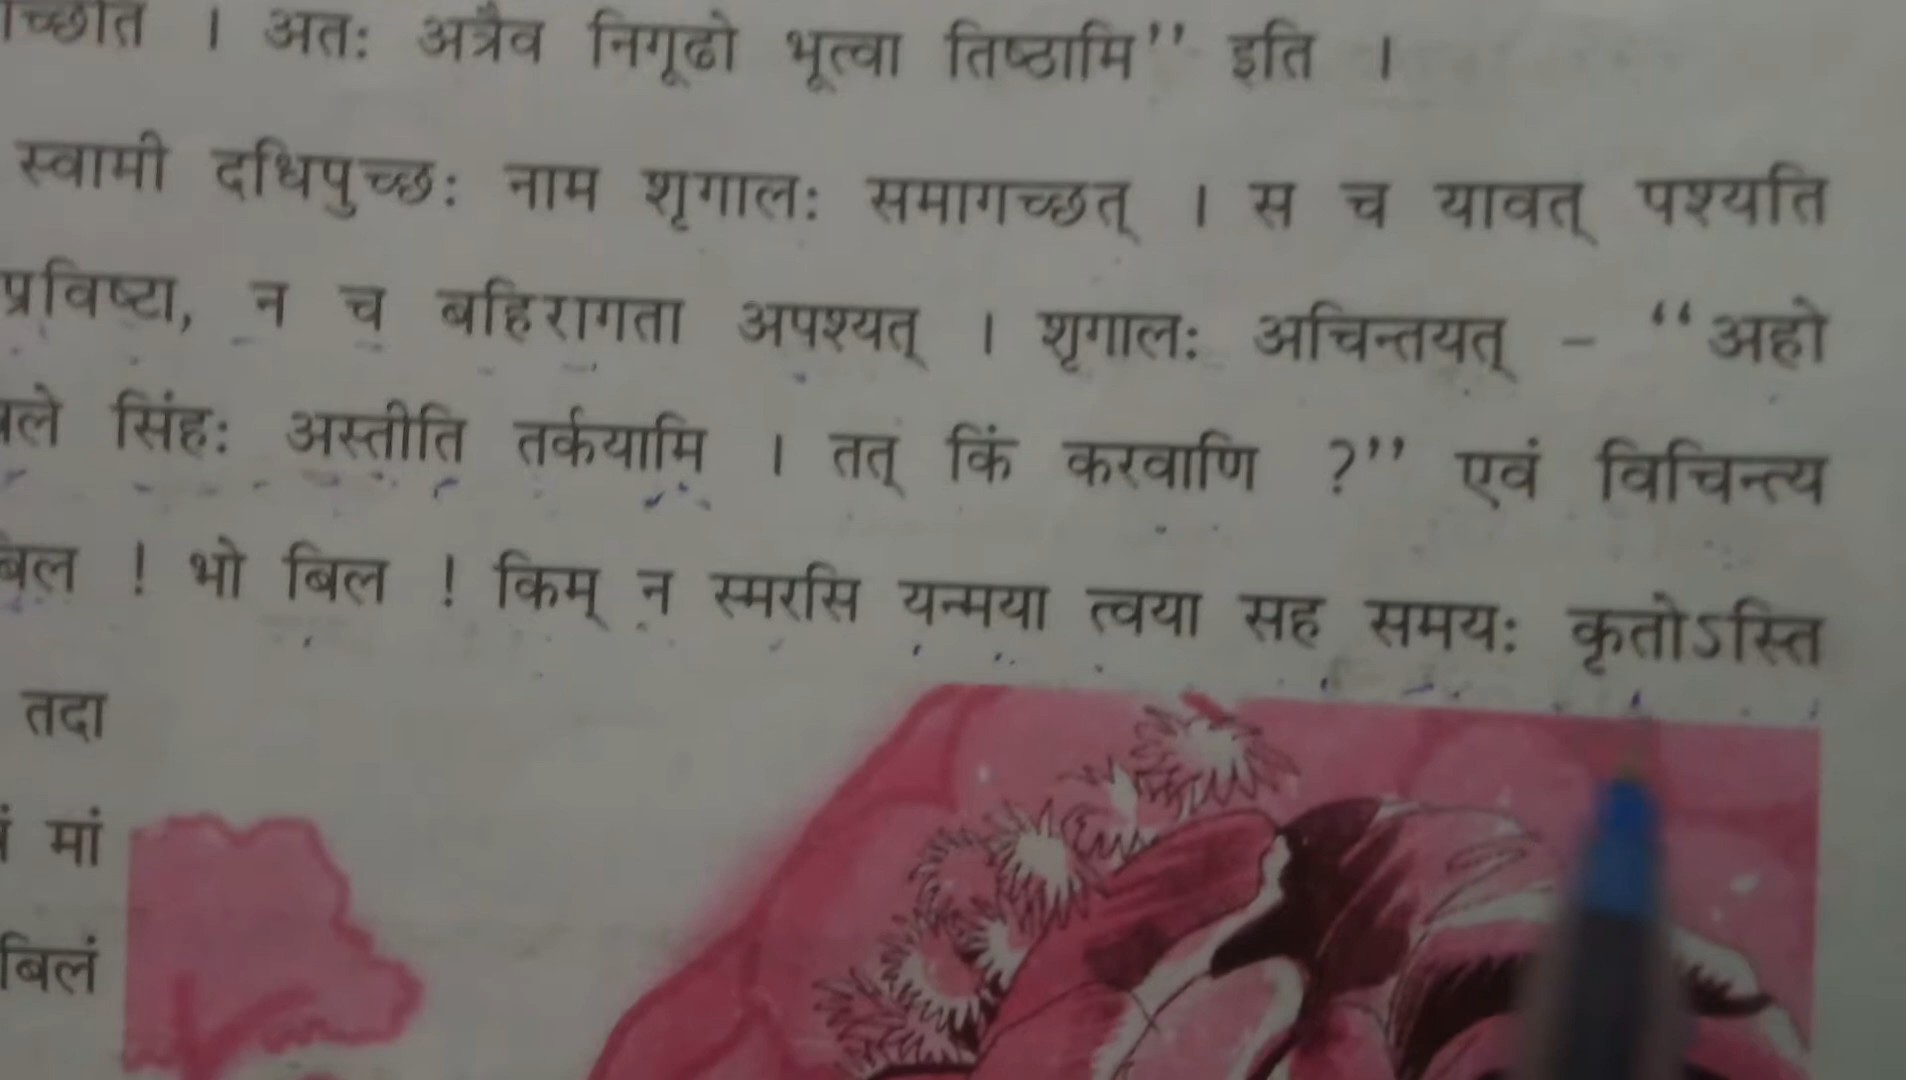 । अतः अत्रैव निगूढो भूत्वा तिष्ठामि” इति ।
स्वामी दधिपुच्छः नाम शृगालः समागच्छत् । स च यावत् पश्यति
प्रविष्टा, न च बहिरागता अपश्यत् । शृगालः अचिन्तयत् – “अहो
सिंहः अस्तीति तर्कयामि । तत् किं करवाणि ?” एवं विचिन्त्य
! भो बिल ! किम् न स्मरसि यन्मया त्वया सह समयः कृतोऽस्ति
तदा
मां
बिलं